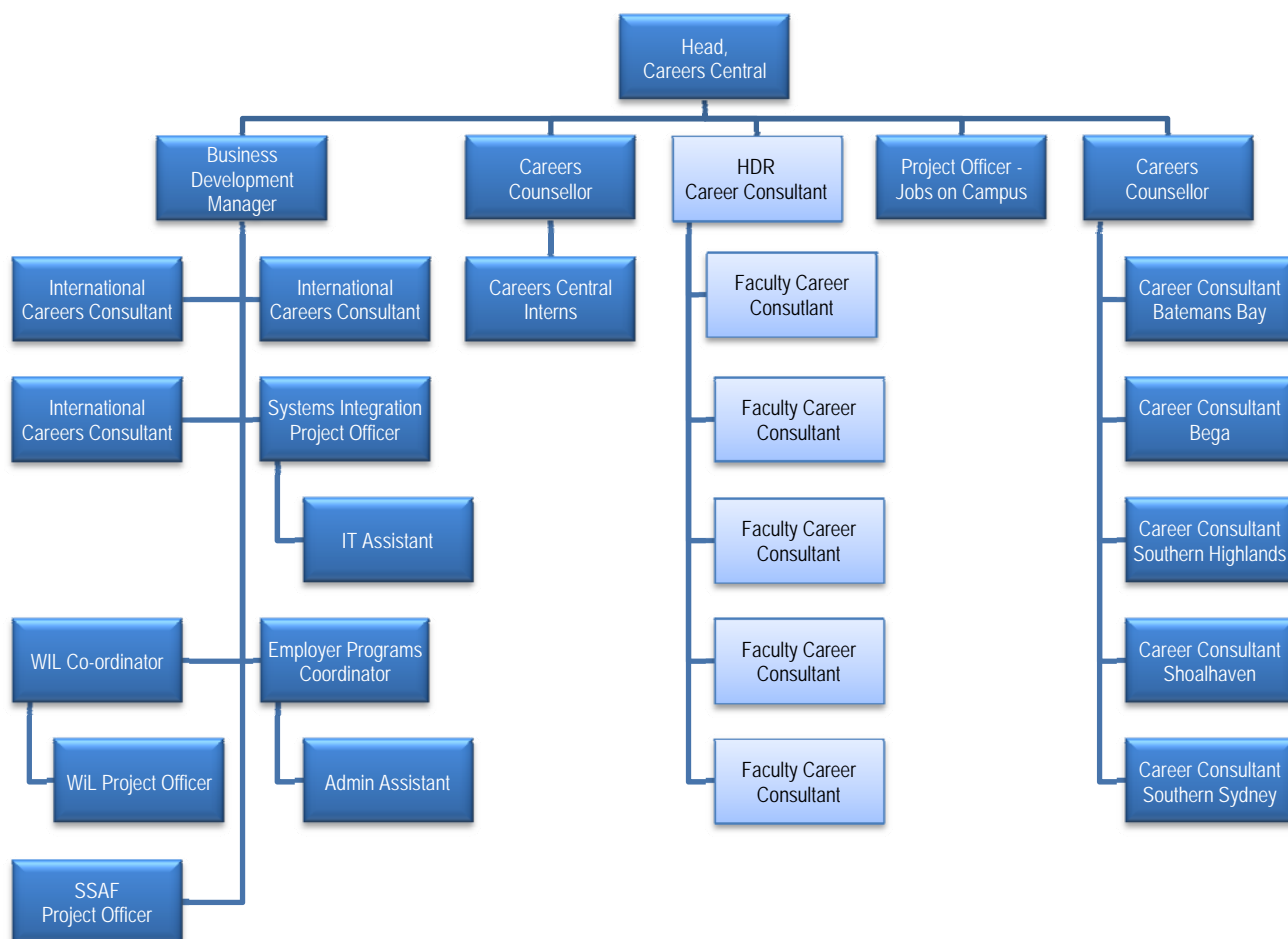 Head,
Careers Central
Business
Development
Manager
Careers
Counsellor
HDR
Career Consultant
Project Officer -
Jobs on Campus
Careers
Counsellor
International
Careers Consultant
International
Careers Consultant
Careers Central
Interns
Faculty Career
Consutlant
Career Consultant
Batemans Bay
International
Careers Consultant
Systems Integration
Project Officer
Faculty Career
Consultant
Career Consultant
Bega
IT Assistant
Faculty Career
Consultant
Career Consultant
Southern Highlands
WIL Co-ordinator
Employer Programs
Coordinator
Faculty Career
Consultant
Career Consultant
Shoalhaven
WiL Project Officer
Admin Assistant
Faculty Career
Consultant
Career Consultant
Southern Sydney
SSAF
Project Officer